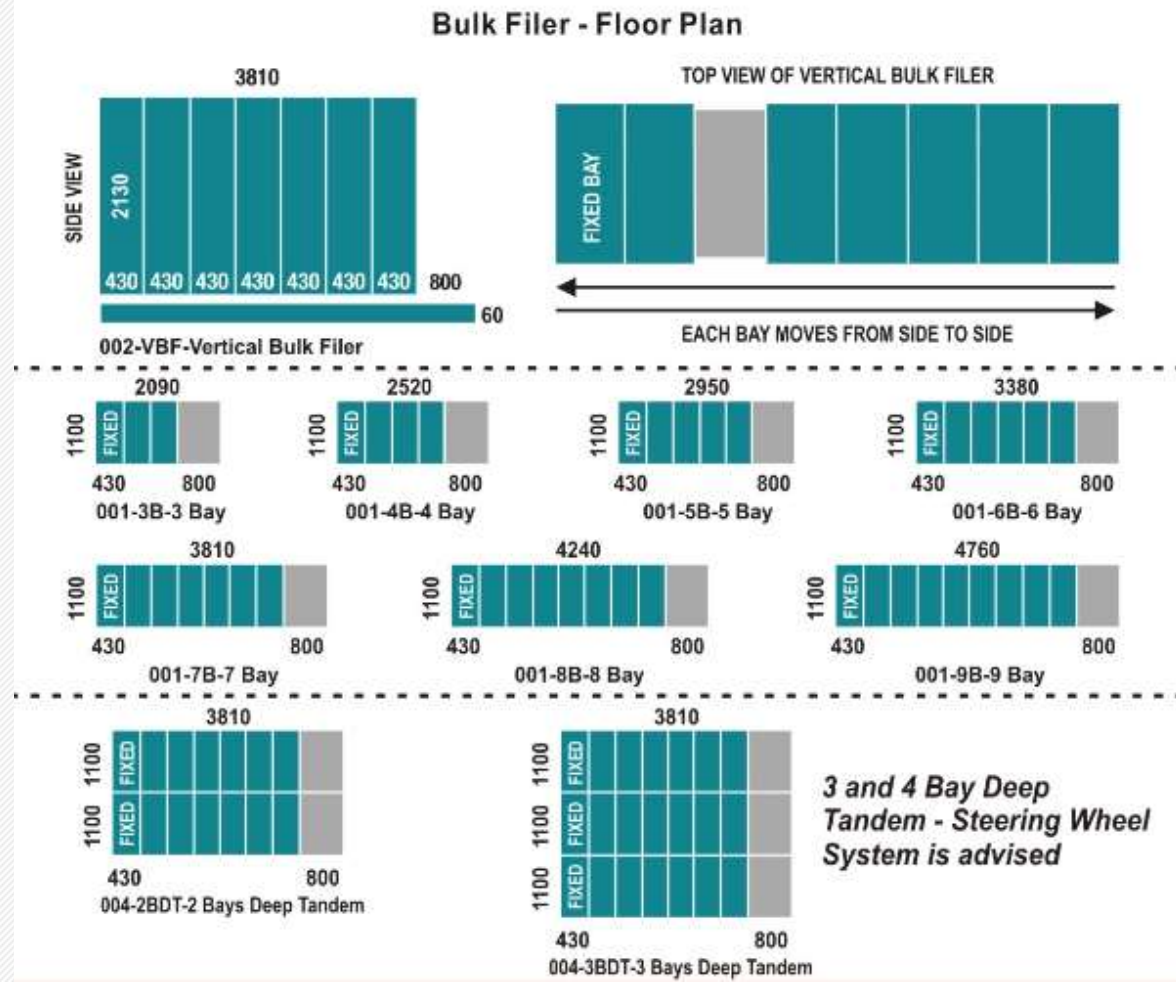 Bulk Filer - Floor Plan
3810
SIDE VIEW
2130
430 430 430 430 430 430 430 800
60
002-VBF-Vertical Bulk Filer
TOP VIEW OF VERTICAL BULK FILER
FIXED BAY
EACH BAY MOVES FROM SIDE TO SIDE
2090
1100
FIXED
430 800
001-3B-3 Bay
2520
1100
FIXED
430 800
001-4B-4 Bay
2950
1100
FIXED
430 800
001-5B-5 Bay
3380
1100
FIXED
430 800
001-6B-6 Bay
3810
1100
FIXED
430 800
001-7B-7 Bay
4240
1100
FIXED
430 800
001-8B-8 Bay
4760
1100
FIXED
430 800
001-9B-9 Bay
3810
1100
FIXED
1100
FIXED
430 800
004-2BDT-2 Bays Deep Tandem
3810
1100
FIXED
1100
FIXED
1100
FIXED
430 800
004-3BDT-3 Bays Deep Tandem
3 and 4 Bay Deep
Tandem - Steering Wheel
System is advised